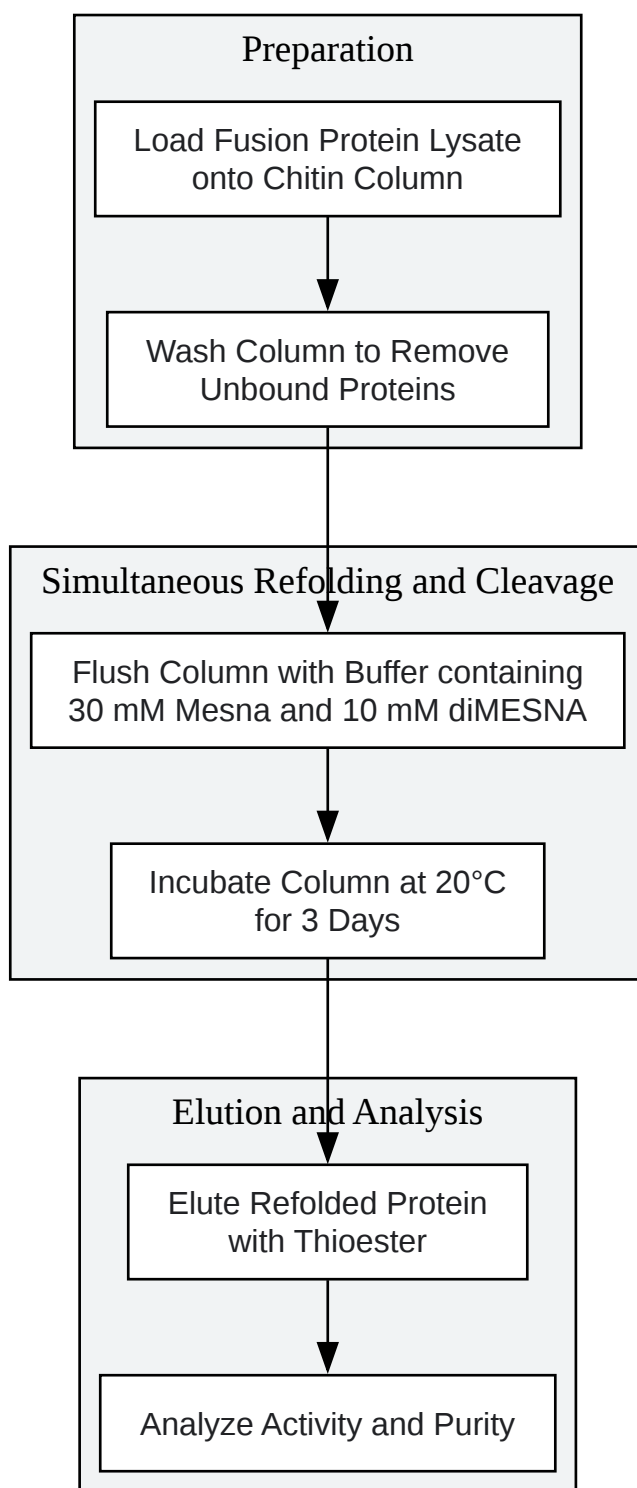 Preparation
Load Fusion Protein Lysate
onto Chitin Column
Wash Column to Remove
Unbound Proteins
Simultaneous Refolding and Cleavage
Flush Column with Buffer containing
30 mM Mesna and 10 mM diMESNA
Incubate Column at 20°C
for 3 Days
Elution and Analysis
Elute Refolded Protein
with Thioester
Analyze Activity and Purity